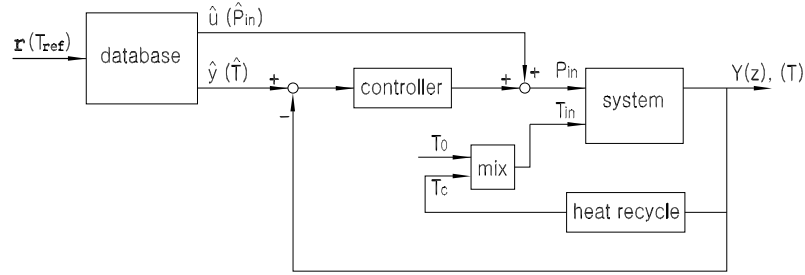 û (P̂in)
r(Tref)
database
ŷ (T̂)
+
−
controller
+
+
Pin
Tin
system
Y(z), (T)
T0
Tc
mix
heat recycle